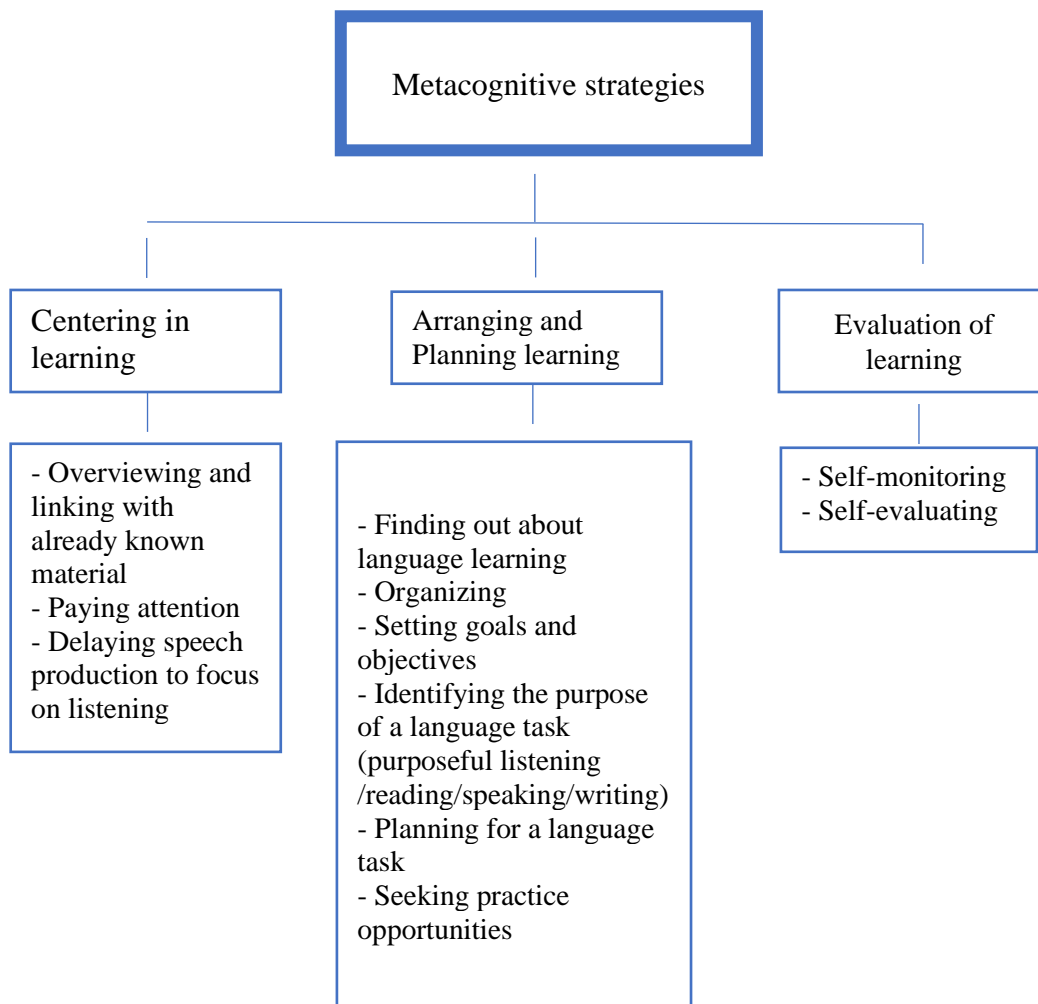 Metacognitive strategies
Centering in
learning
Arranging and
Planning learning
Evaluation of
learning
- Overviewing and
linking with
already known
material
- Paying attention
- Delaying speech
production to focus
on listening
- Finding out about
language learning
- Organizing
- Setting goals and
objectives
- Identifying the purpose
of a language task
(purposeful listening
/reading/speaking/writing)
- Planning for a language
task
- Seeking practice
opportunities
- Self-monitoring
- Self-evaluating